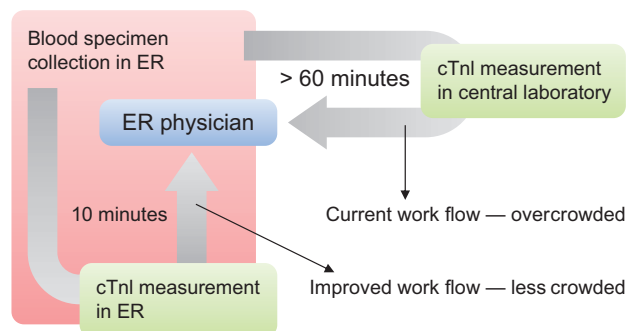 Blood specimen
collection in ER
> 60 minutes
cTnI measurement
in central laboratory
ER physician
10 minutes
Current work flow — overcrowded
cTnI measurement
in ER
Improved work flow — less crowded